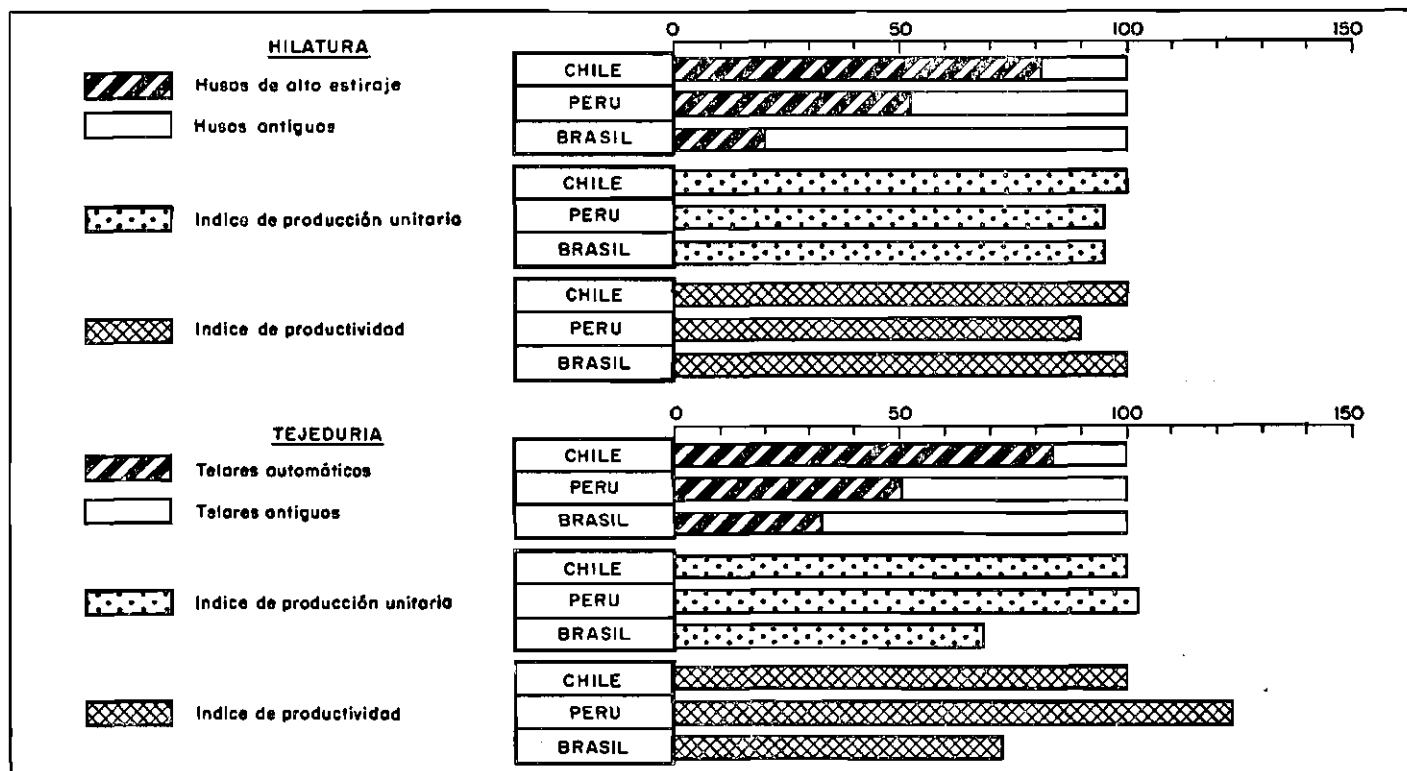 0 50 100 150
HILATURA
Husos de alto estiraje
Husos antiguos
CHILE
PERU
BRASIL
Indice de producción unitaria
CHILE
PERU
BRASIL
Indice de productividad
CHILE
PERU
BRASIL
0 50 100 150
TEJEDURIA
Telares automáticos
Telares antiguos
CHILE
PERU
BRASIL
Indice de producción unitaria
CHILE
PERU
BRASIL
Indice de productividad
CHILE
PERU
BRASIL